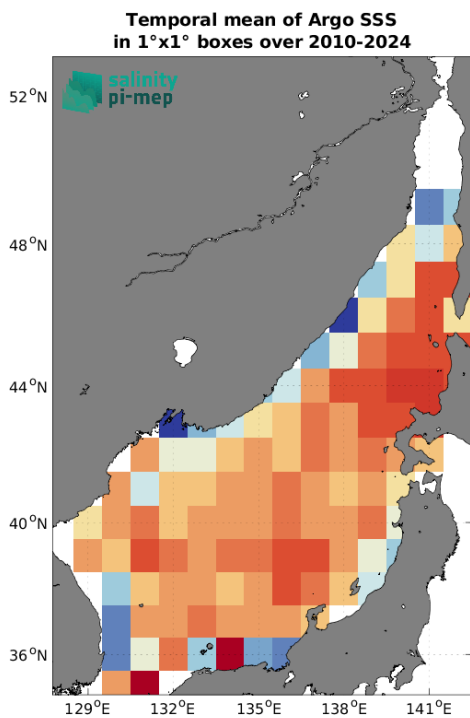 Temporal mean of Argo SSS
in 1°x1° boxes over 2010-2024
salinity
pi-mep
52°N
48°N
44°N
40°N
36°N
129°E
132°E
135°E
138°E
141°E